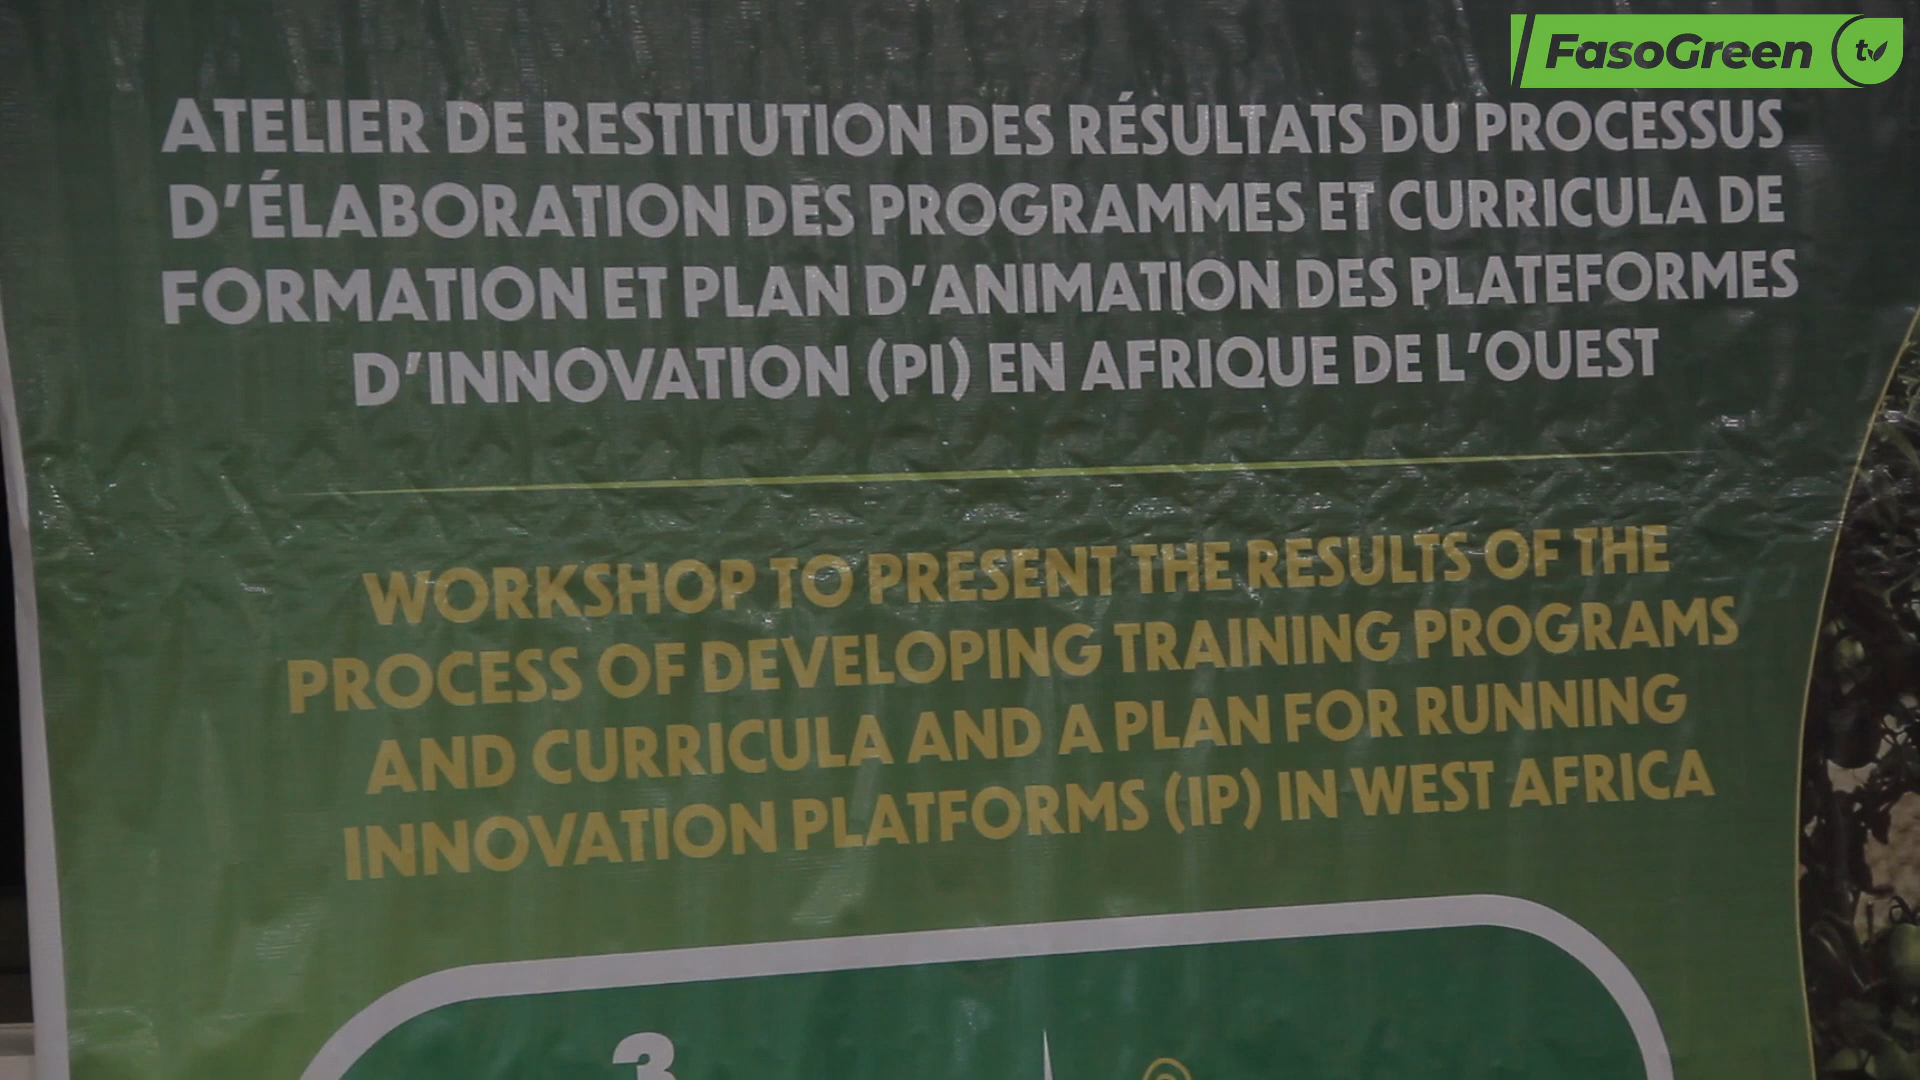 FasoGreen tv
ATELIER DE RESTITUTION DES RÉSULTATS DU PROCESSUS
D'ÉLABORATION DES PROGRAMMES ET CURRICULA DE
FORMATION ET PLAN D'ANIMATION DES PLATEFORMES
D'INNOVATION (PI) EN AFRIQUE DE L'OUEST
WORKSHOP TO PRESENT THE RESULTS OF THE
PROCESS OF DEVELOPING TRAINING PROGRAMS
AND CURRICULA AND A PLAN FOR RUNNING
INNOVATION PLATFORMS (IP) IN WEST AFRICA
3